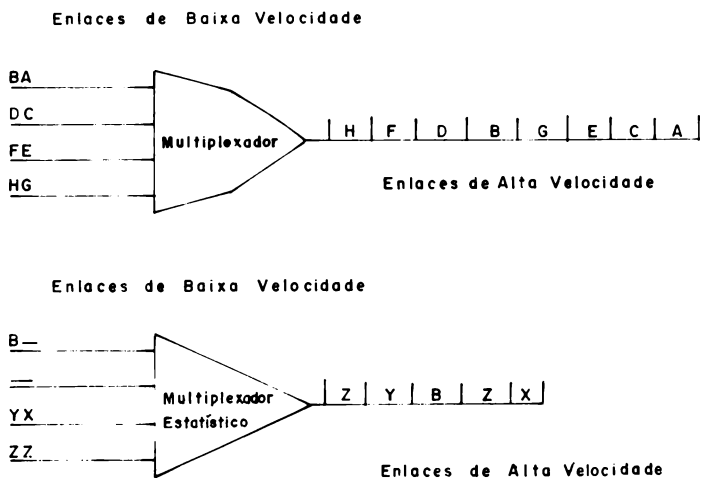 Enlaces de Baixa Velocidade
BA
DC
FE
HG
Multiplexador
H F D B G E C A
Enlaces de Alta Velocidade
Enlaces de Baixa Velocidade
B—
=
YX
ZZ
Multiplexador
Estatístico
Z Y B Z X
Enlaces de Alta Velocidade